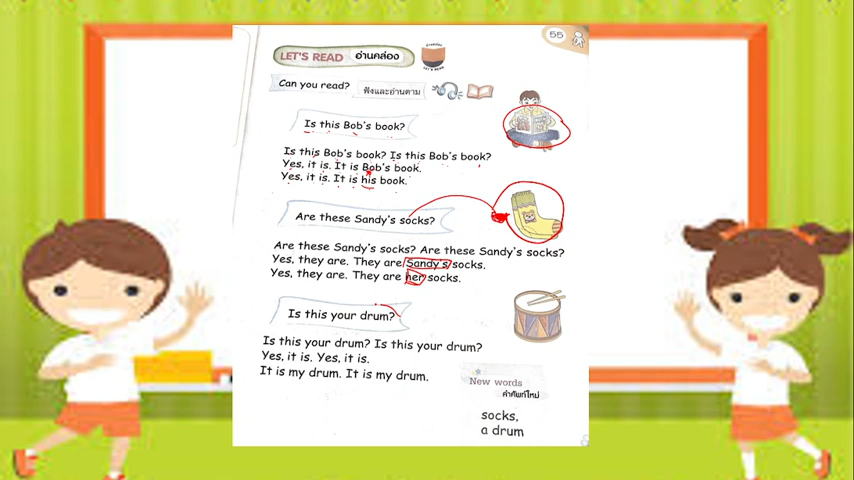 55
LET'S READ อ่านคล่อง
LET'S READ
Can you read? ฟังและอ่านตาม
Is this Bob's book?
Is this Bob's book? Is this Bob's book?
Yes, it is. It is Bob's book.
Yes, it is. It is his book.
Are these Sandy's socks?
Are these Sandy's socks? Are these Sandy's socks?
Yes, they are. They are Sandy's socks.
Yes, they are. They are her socks.
Is this your drum?
Is this your drum? Is this your drum?
Yes, it is. Yes, it is.
It is my drum. It is my drum.
New words
คำศัพท์ใหม่
socks,
a drum